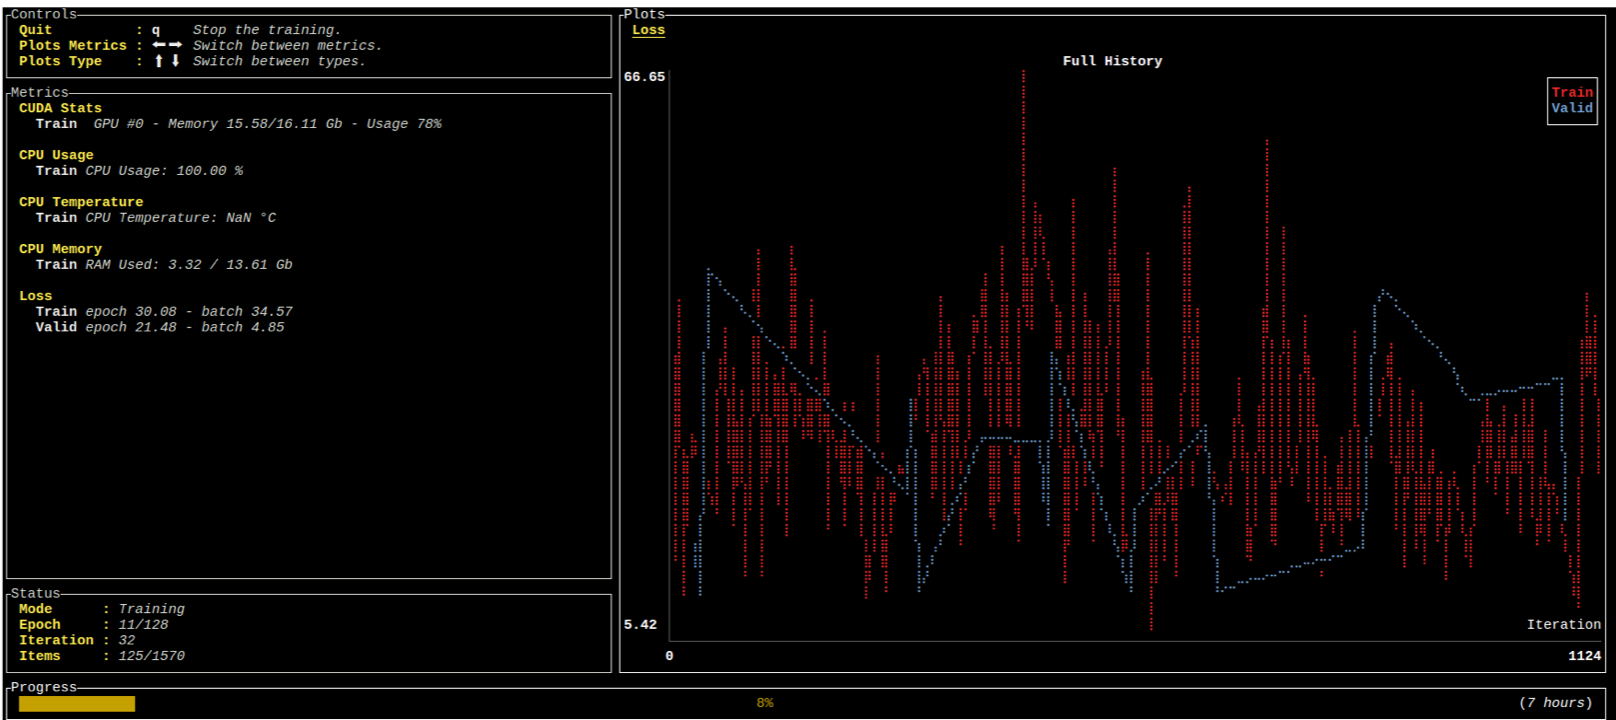 Controls
Quit : q Stop the training.
Plots Metrics : ⬅ ➡ Switch between metrics.
Plots Type : ⬆ ⬇ Switch between types.
Metrics
CUDA Stats
Train GPU #0 - Memory 15.58/16.11 Gb - Usage 78%
CPU Usage
Train CPU Usage: 100.00 %
CPU Temperature
Train CPU Temperature: NaN °C
CPU Memory
Train RAM Used: 3.32 / 13.61 Gb
Loss
Train epoch 30.08 - batch 34.57
Valid epoch 21.48 - batch 4.85
Status
Mode : Training
Epoch : 11/128
Iteration : 32
Items : 125/1570
Plots
Loss
Full History
66.65
Train
Valid
5.42
Iteration
0
1124
Progress
8%
(7 hours)